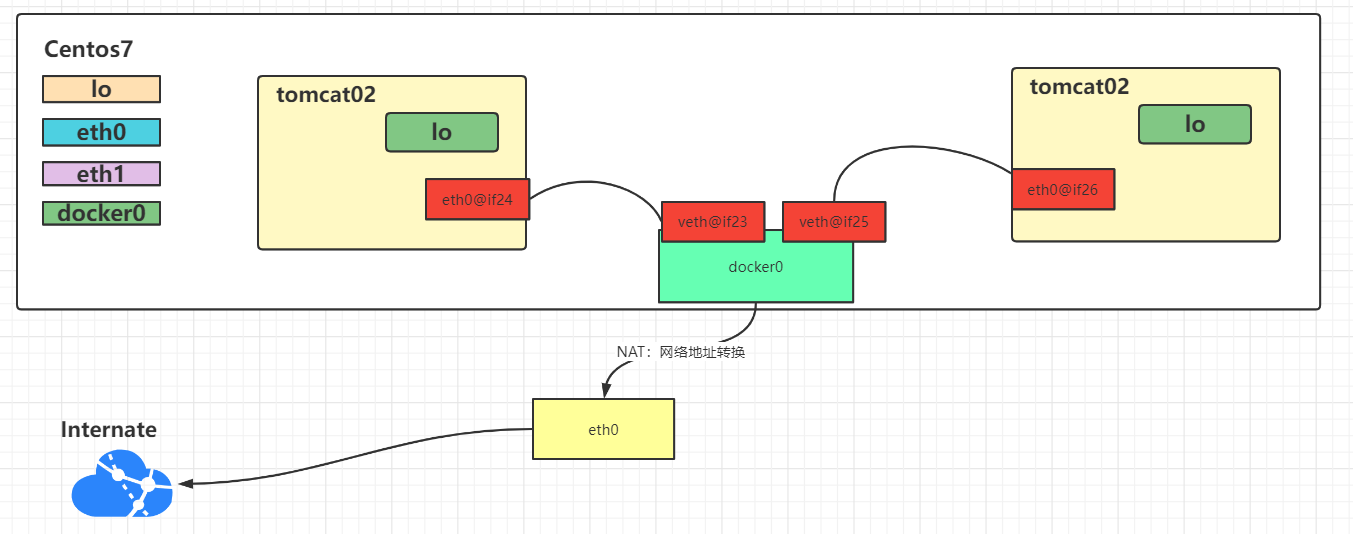 Centos7
lo
eth0
eth1
docker0
tomcat02
lo
eth0@if24
veth@if23
veth@if25
docker0
tomcat02
lo
eth0@if26
NAT：网络地址转换
eth0
Internate